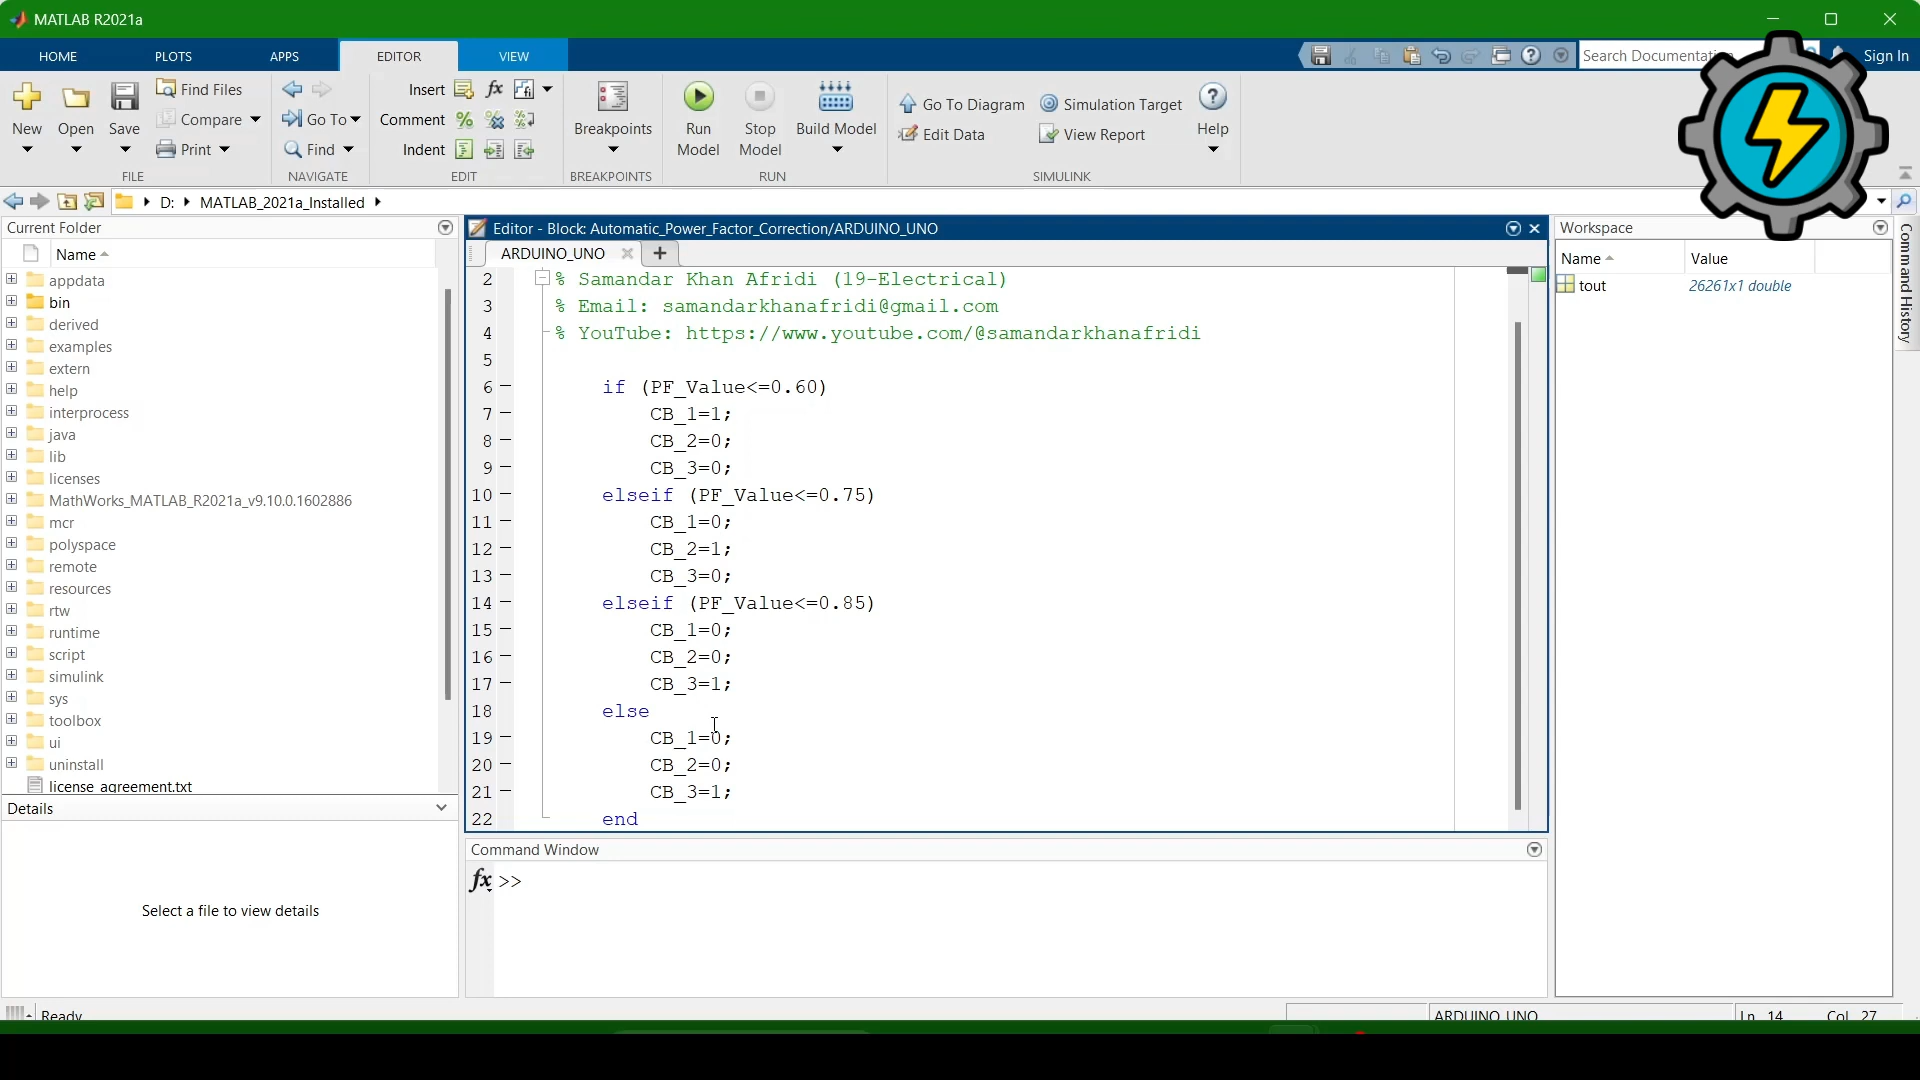 MATLAB R2021a
HOME PLOTS APPS EDITOR VIEW
Search Documentation
Sign In
New
Open
Save
Find Files
Compare
Print
FILE
Go To
Find
NAVIGATE
Insert
Comment
Indent
EDIT
Breakpoints
BREAKPOINTS
Run Model
Stop Model
Build Model
RUN
Go To Diagram
Edit Data
Simulation Target
View Report
Help
SIMULINK
D: MATLAB_2021a_Installed
Current Folder
Name
appdata
bin
derived
examples
extern
help
interprocess
java
lib
licenses
MathWorks_MATLAB_R2021a_v9.10.0.1602886
mcr
polyspace
remote
resources
rtw
runtime
script
simulink
sys
toolbox
ui
uninstall
license_agreement.txt
Details
Select a file to view details
Editor - Block: Automatic_Power_Factor_Correction/ARDUINO_UNO
ARDUINO_UNO
2 % Samandar Khan Afridi (19-Electrical)
3 % Email: samandarkhanafridi@gmail.com
4 % YouTube: https://www.youtube.com/@samandarkhanafridi
5
6 if (PF_Value<=0.60)
7 CB_1=1;
8 CB_2=0;
9 CB_3=0;
10 elseif (PF_Value<=0.75)
11 CB_1=0;
12 CB_2=1;
13 CB_3=0;
14 elseif (PF_Value<=0.85)
15 CB_1=0;
16 CB_2=0;
17 CB_3=1;
18 else
19 CB_1=0;
20 CB_2=0;
21 CB_3=1;
22 end
Command Window
fx >>
Workspace
Name Value
tout 26261x1 double
Command History
Ready
ARDUINO_UNO
Ln 14 Col 27